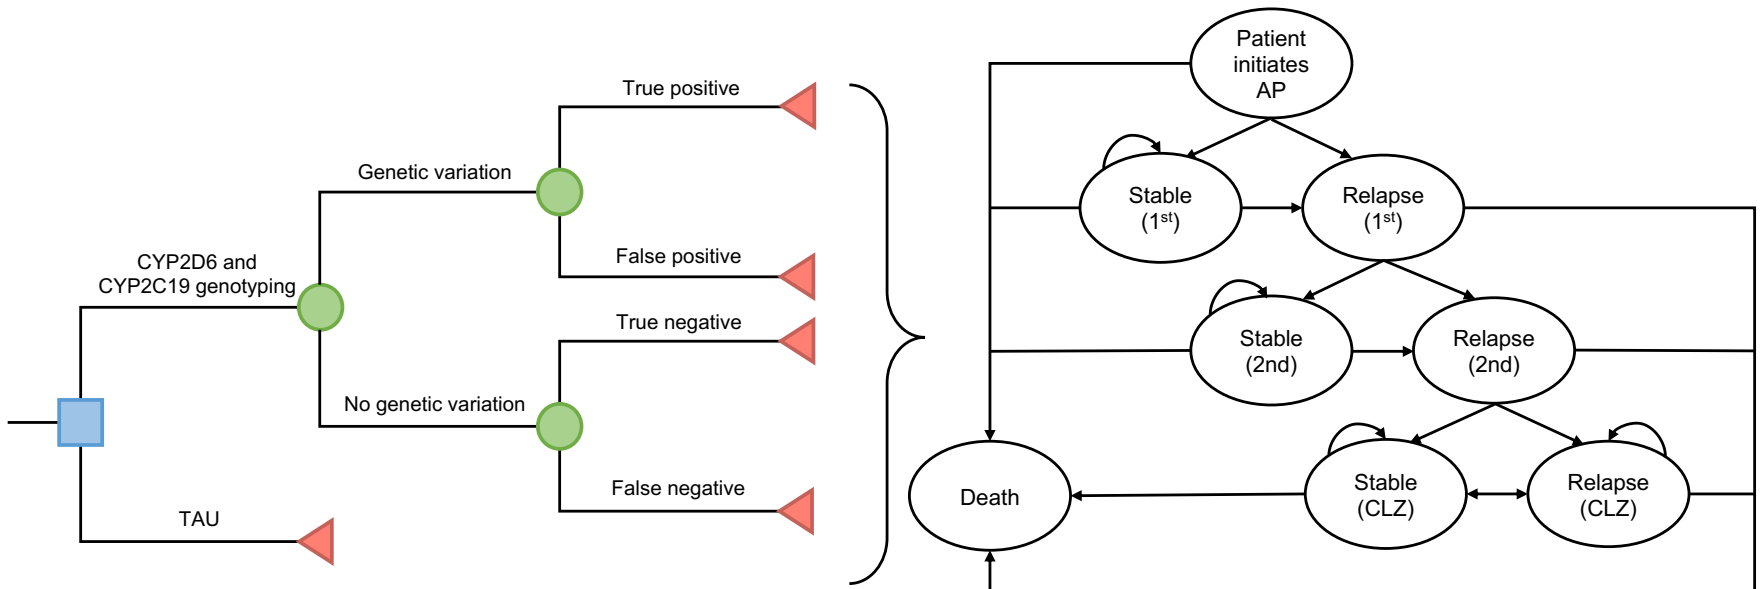 True positive
Genetic variation
False positive
CYP2D6 and
CYP2C19 genotyping
True negative
No genetic variation
False negative
TAU
Patient
initiates
AP
Stable
(1st)
Relapse
(1st)
Stable
(2nd)
Relapse
(2nd)
Death
Stable
(CLZ)
Relapse
(CLZ)